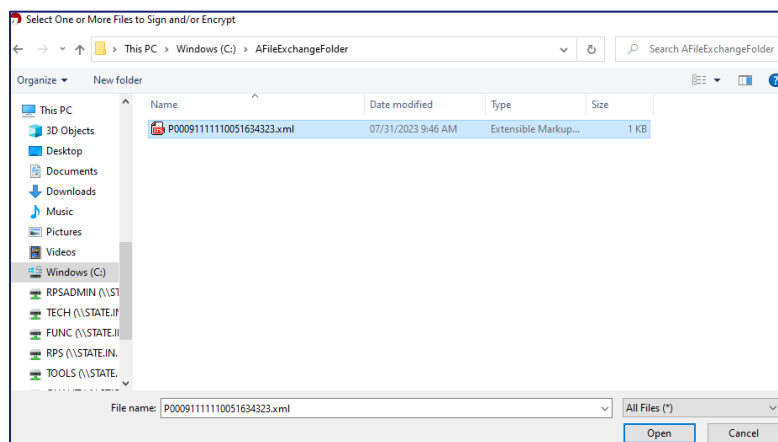 Select One or More Files to Sign and/or Encrypt
This PC > Windows (C:) > AFileExchangeFolder
Search AFileExchangeFolder
Organize
New folder
Name Date modified Type Size
P00091111110051634323.xml 07/31/2023 9:46 AM Extensible Markup... 1 KB
This PC
3D Objects
Desktop
Documents
Downloads
Music
Pictures
Videos
Windows (C:)
RPSADMIN (\\ST
TECH (\\STATE.IN
FUNC (\\STATE.II
RPS (\\STATE.IN.
TOOLS (\\STATE.
File name: P00091111110051634323.xml All Files (*)
Open Cancel